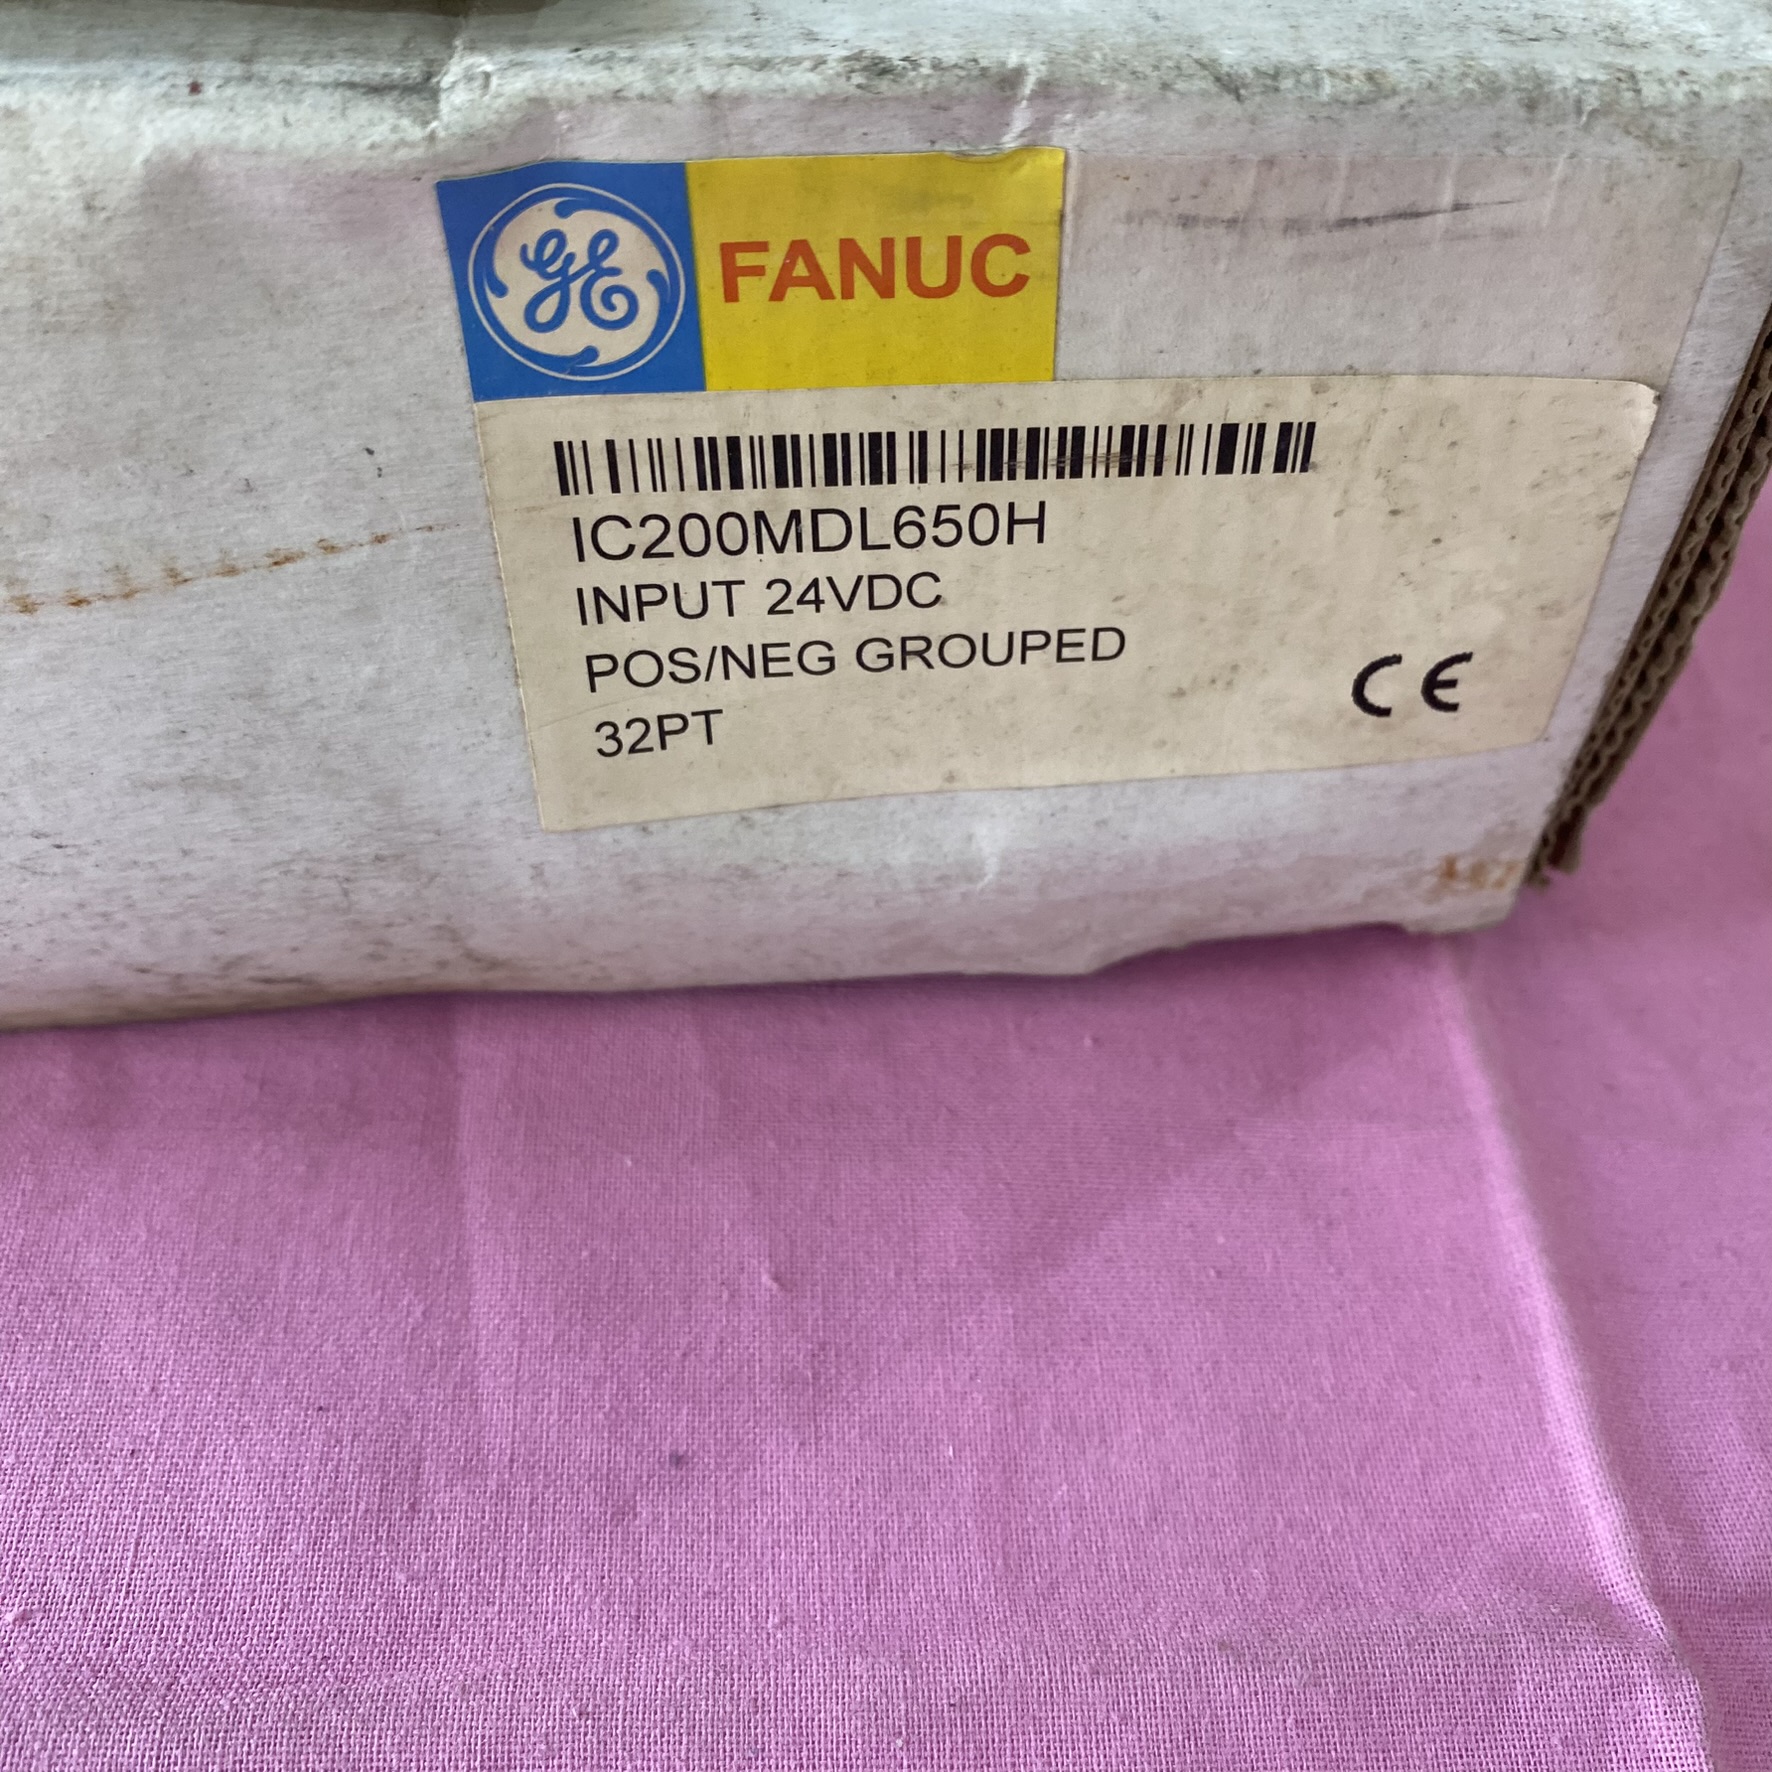 GE FANUC
IC200MDL650H
INPUT 24VDC
POS/NEG GROUPED
32PT
CE